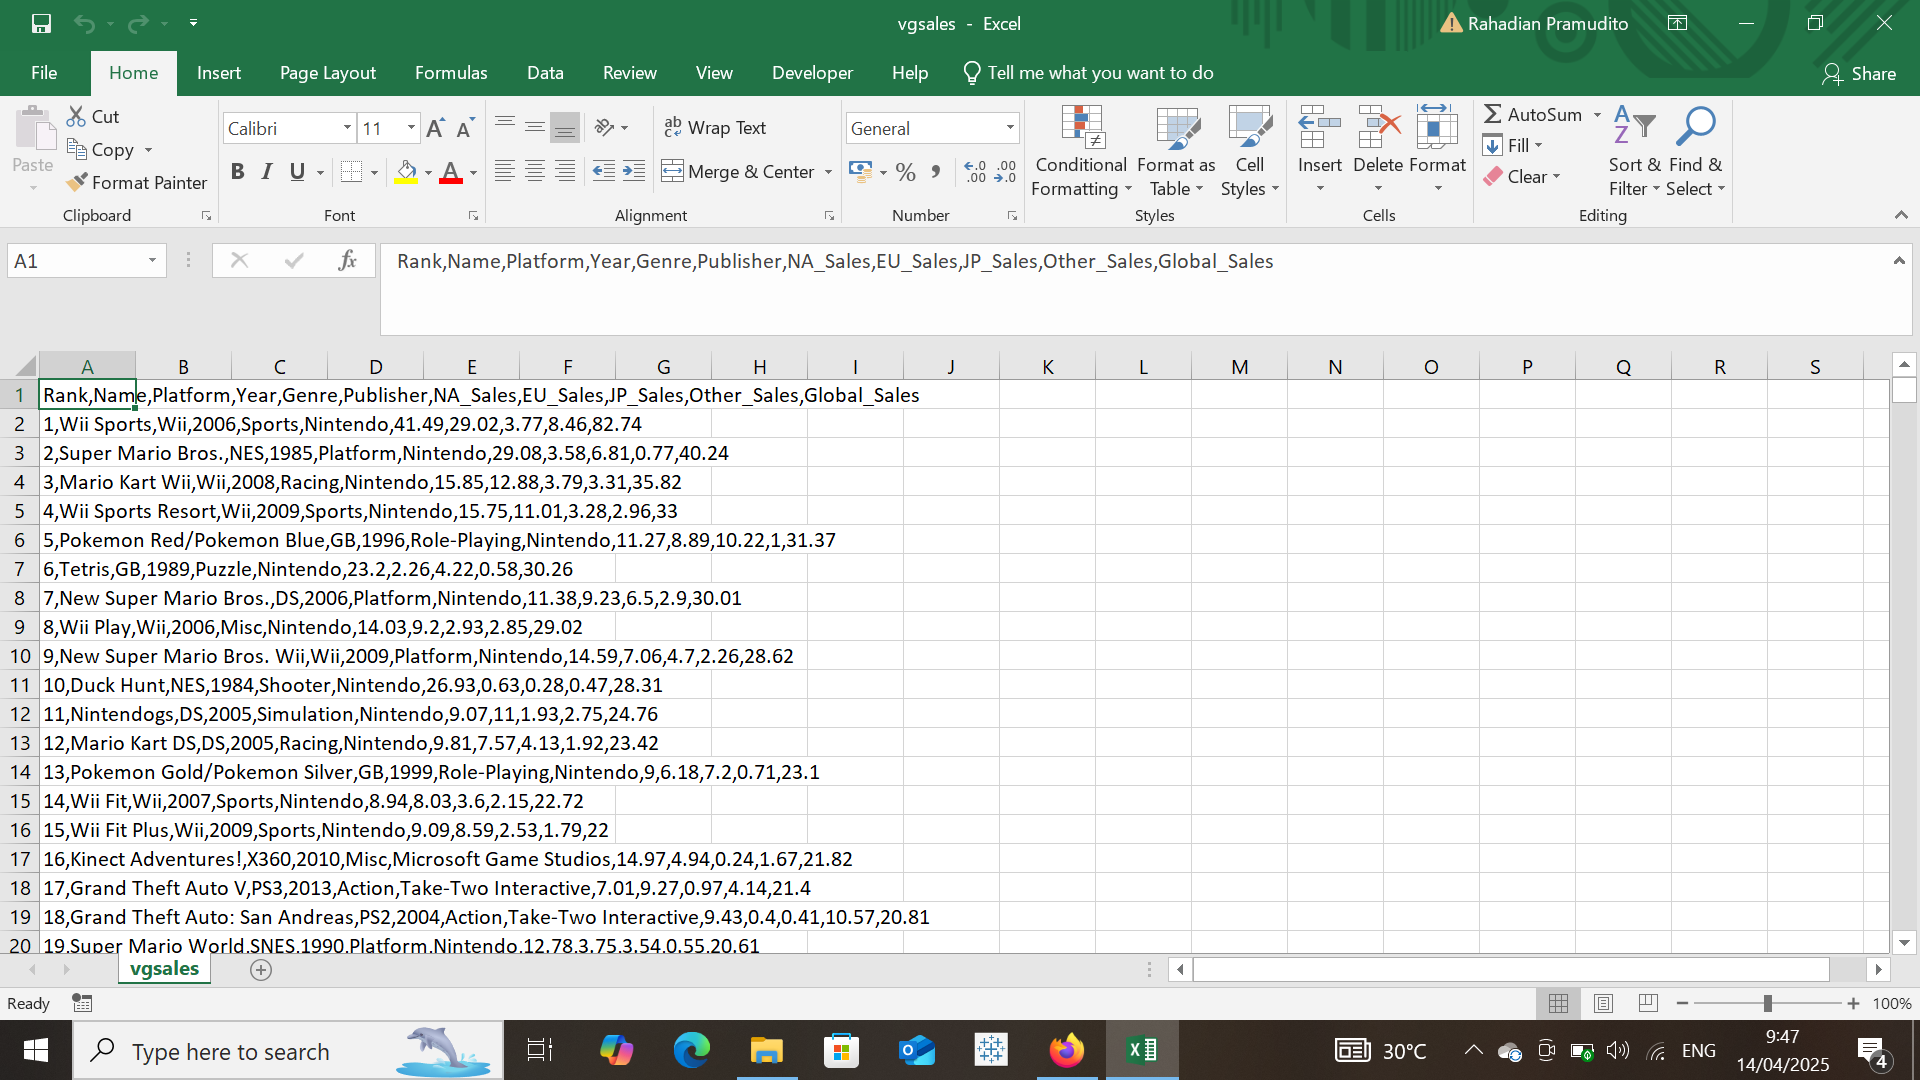 vgsales - Excel
Rahadian Pramudito
File Home Insert Page Layout Formulas Data Review View Developer Help Tell me what you want to do Share
Paste
Cut
Copy
Format Painter
Clipboard
Calibri 11
B I U
Font
Wrap Text
Merge & Center
Alignment
General
Number
Conditional Formatting
Format as Table
Cell Styles
Styles
Insert Delete Format
Cells
AutoSum
Fill
Clear
Sort & Filter
Find & Select
Editing
A1
fx
Rank,Name,Platform,Year,Genre,Publisher,NA_Sales,EU_Sales,JP_Sales,Other_Sales,Global_Sales
A B C D E F G H I J K L M N O P Q R S
1 Rank,Name,Platform,Year,Genre,Publisher,NA_Sales,EU_Sales,JP_Sales,Other_Sales,Global_Sales
2 1,Wii Sports,Wii,2006,Sports,Nintendo,41.49,29.02,3.77,8.46,82.74
3 2,Super Mario Bros.,NES,1985,Platform,Nintendo,29.08,3.58,6.81,0.77,40.24
4 3,Mario Kart Wii,Wii,2008,Racing,Nintendo,15.85,12.88,3.79,3.31,35.82
5 4,Wii Sports Resort,Wii,2009,Sports,Nintendo,15.75,11.01,3.28,2.96,33
6 5,Pokemon Red/Pokemon Blue,GB,1996,Role-Playing,Nintendo,11.27,8.89,10.22,1,31.37
7 6,Tetris,GB,1989,Puzzle,Nintendo,23.2,2.26,4.22,0.58,30.26
8 7,New Super Mario Bros.,DS,2006,Platform,Nintendo,11.38,9.23,6.5,2.9,30.01
9 8,Wii Play,Wii,2006,Misc,Nintendo,14.03,9.2,2.93,2.85,29.02
10 9,New Super Mario Bros. Wii,Wii,2009,Platform,Nintendo,14.59,7.06,4.7,2.26,28.62
11 10,Duck Hunt,NES,1984,Shooter,Nintendo,26.93,0.63,0.28,0.47,28.31
12 11,Nintendogs,DS,2005,Simulation,Nintendo,9.07,11,1.93,2.75,24.76
13 12,Mario Kart DS,DS,2005,Racing,Nintendo,9.81,7.57,4.13,1.92,23.42
14 13,Pokemon Gold/Pokemon Silver,GB,1999,Role-Playing,Nintendo,9,6.18,7.2,0.71,23.1
15 14,Wii Fit,Wii,2007,Sports,Nintendo,8.94,8.03,3.6,2.15,22.72
16 15,Wii Fit Plus,Wii,2009,Sports,Nintendo,9.09,8.59,2.53,1.79,22
17 16,Kinect Adventures!,X360,2010,Misc,Microsoft Game Studios,14.97,4.94,0.24,1.67,21.82
18 17,Grand Theft Auto V,PS3,2013,Action,Take-Two Interactive,7.01,9.27,0.97,4.14,21.4
19 18,Grand Theft Auto: San Andreas,PS2,2004,Action,Take-Two Interactive,9.43,0.4,0.41,10.57,20.81
20 19,Super Mario World,SNES,1990,Platform,Nintendo,12.78,3.75,3.54,0.55,20.61
vgsales
Ready
100%
Type here to search
30°C
ENG
9:47
14/04/2025
4